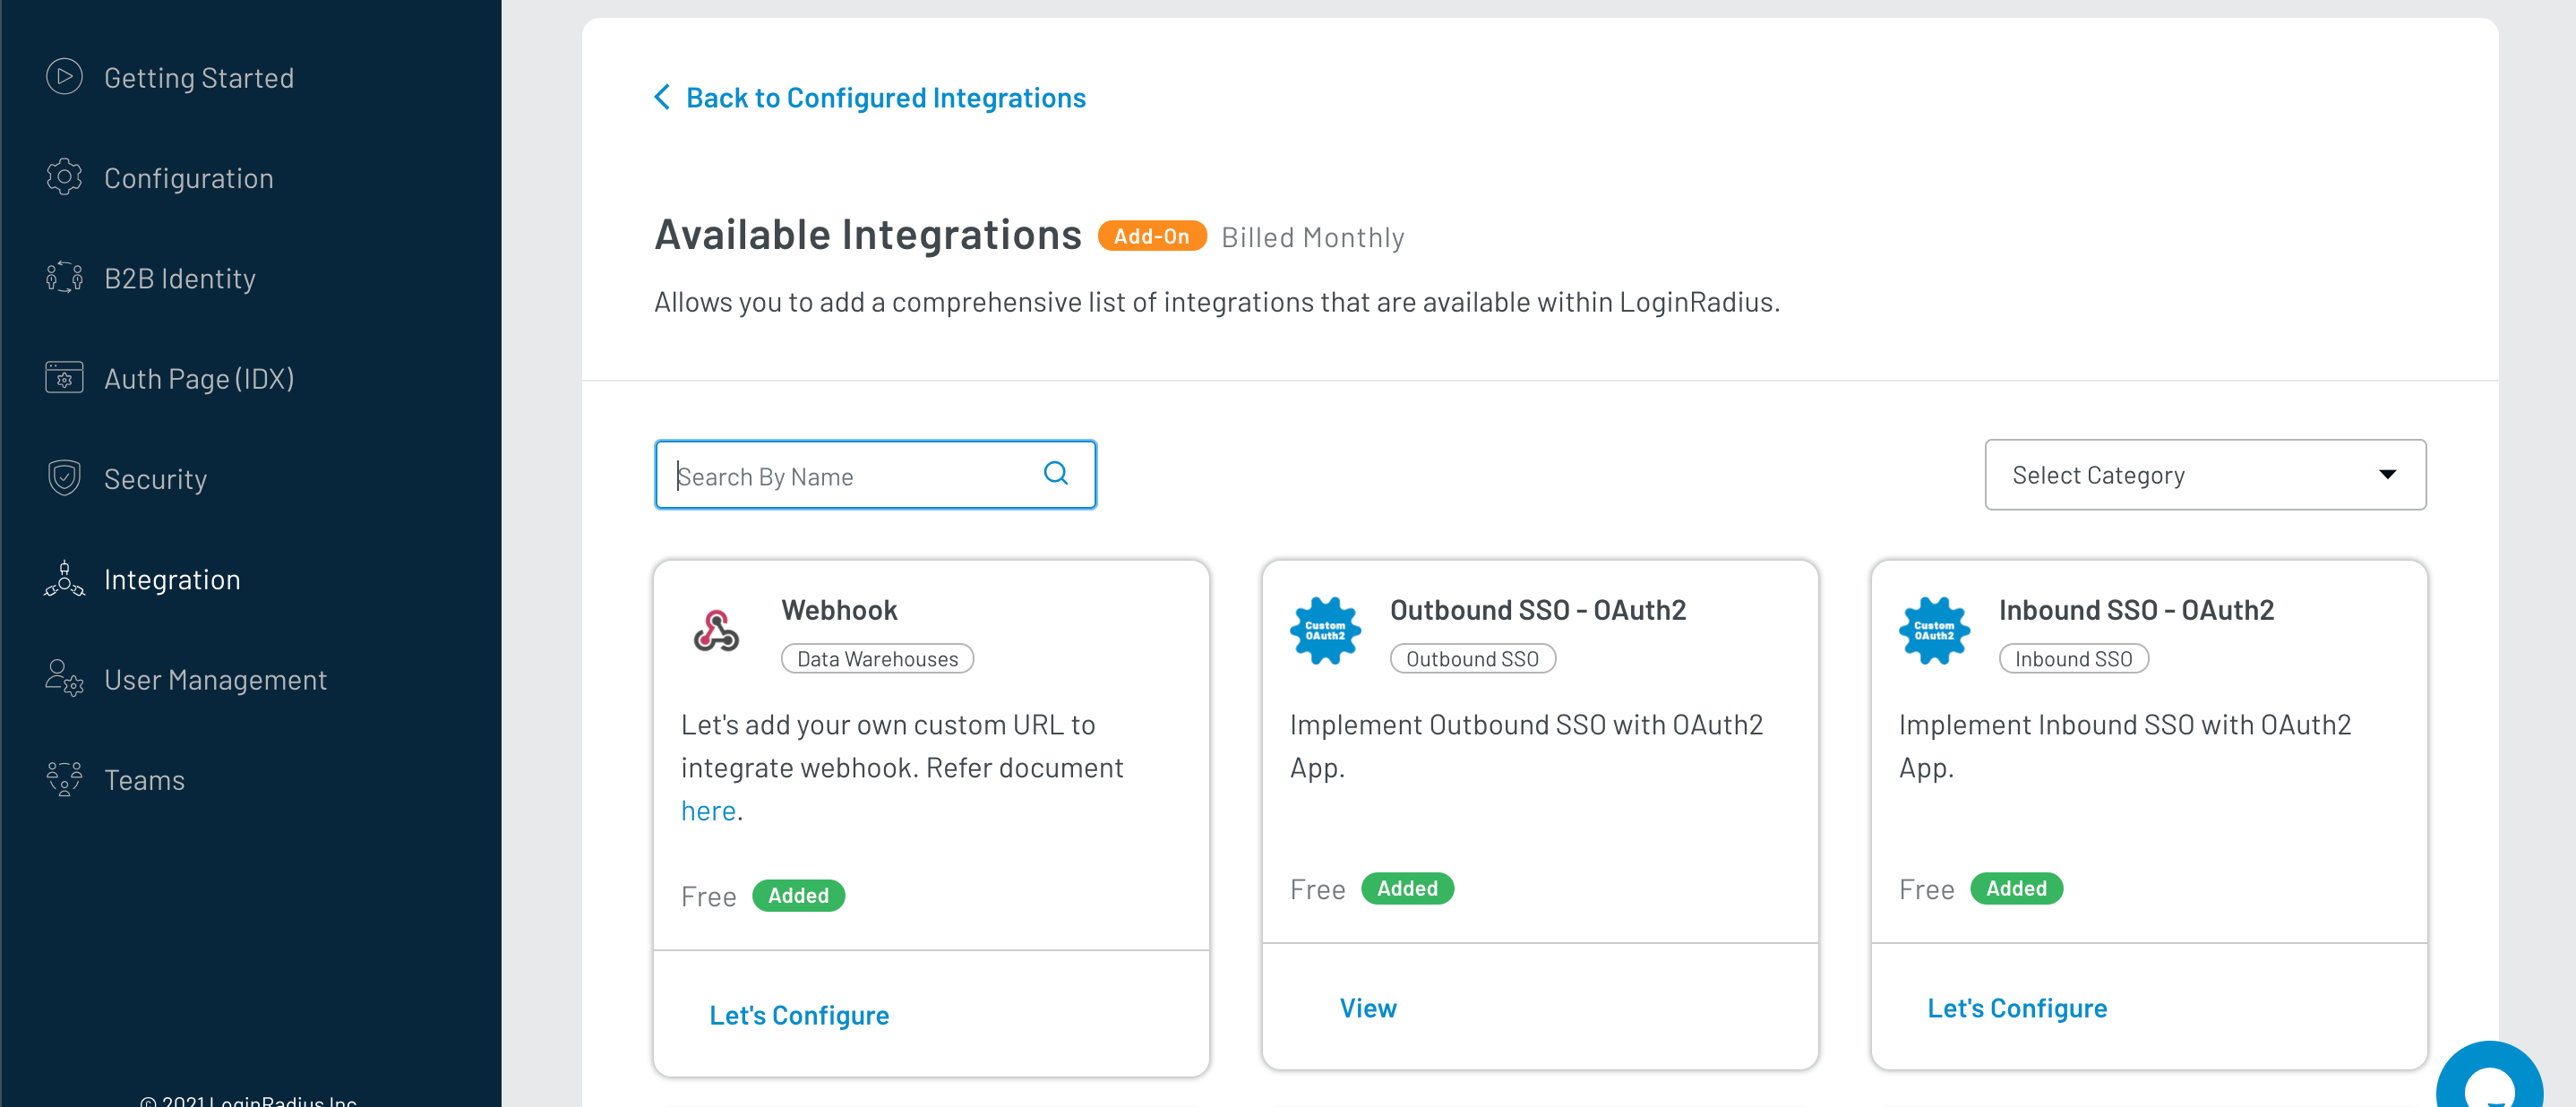 Getting Started
Configuration
B2B Identity
Auth Page (IDX)
Security
Integration
User Management
Teams
© 2021 LoginRadius Inc
Back to Configured Integrations
Available Integrations Add-On Billed Monthly
Allows you to add a comprehensive list of integrations that are available within LoginRadius.
Search By Name
Select Category
Webhook
Data Warehouses
Let's add your own custom URL to
integrate webhook. Refer document
here.
Free Added
Let's Configure
Custom
OAuth2
Outbound SSO - OAuth2
Outbound SSO
Implement Outbound SSO with OAuth2
App.
Free Added
View
Custom
OAuth2
Inbound SSO - OAuth2
Inbound SSO
Implement Inbound SSO with OAuth2
App.
Free Added
Let's Configure